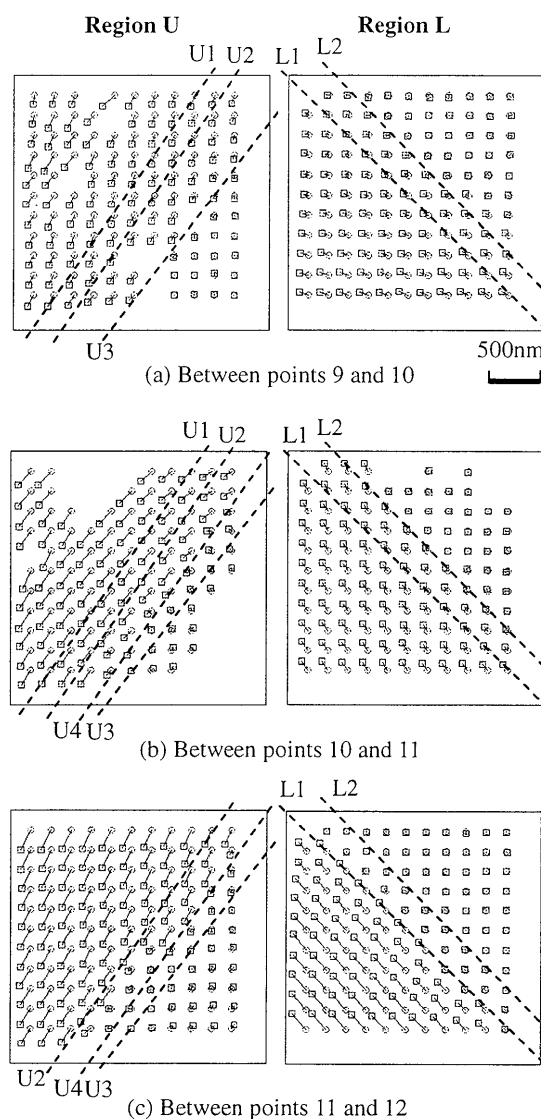 Region U Region L
U1 U2 L1 L2
U3
500nm
(a) Between points 9 and 10
U1 U2 L1 L2
U4 U3
(b) Between points 10 and 11
L1 L2
U2 U4 U3
(c) Between points 11 and 12